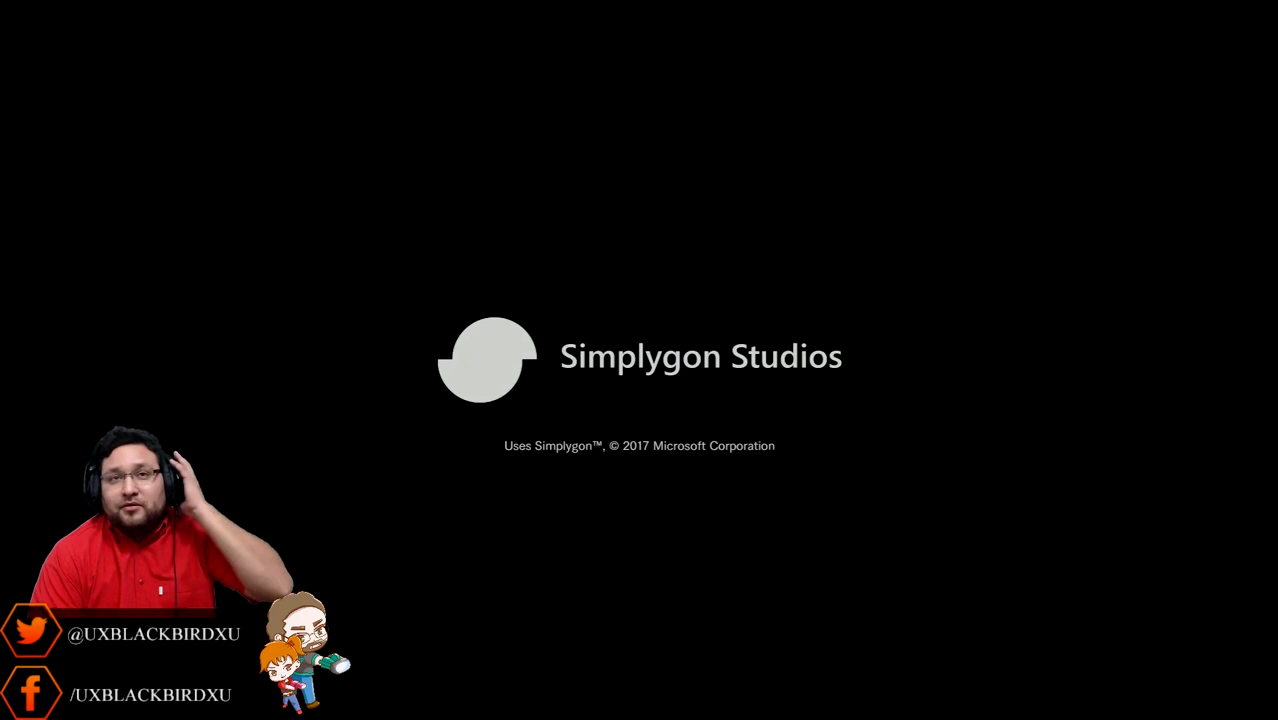 Simplygon Studios
Uses Simplygon™, © 2017 Microsoft Corporation
@UXBLACKBIRDXU
/UXBLACKBIRDXU